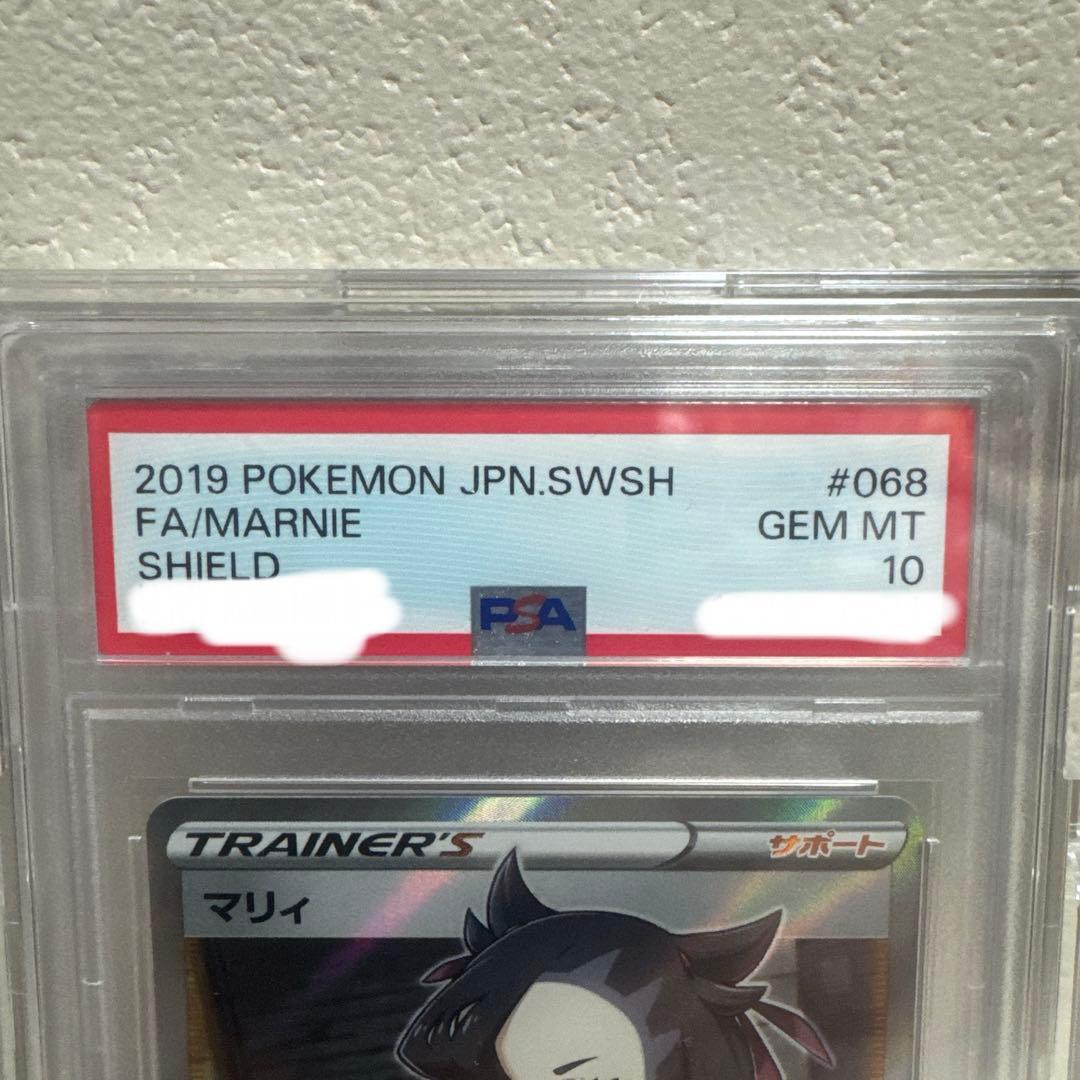 2019 POKEMON JPN.SWSH #068
FA/MARNIE GEM MT
SHIELD 10
PSA
TRAINER'S サポート
マリィ